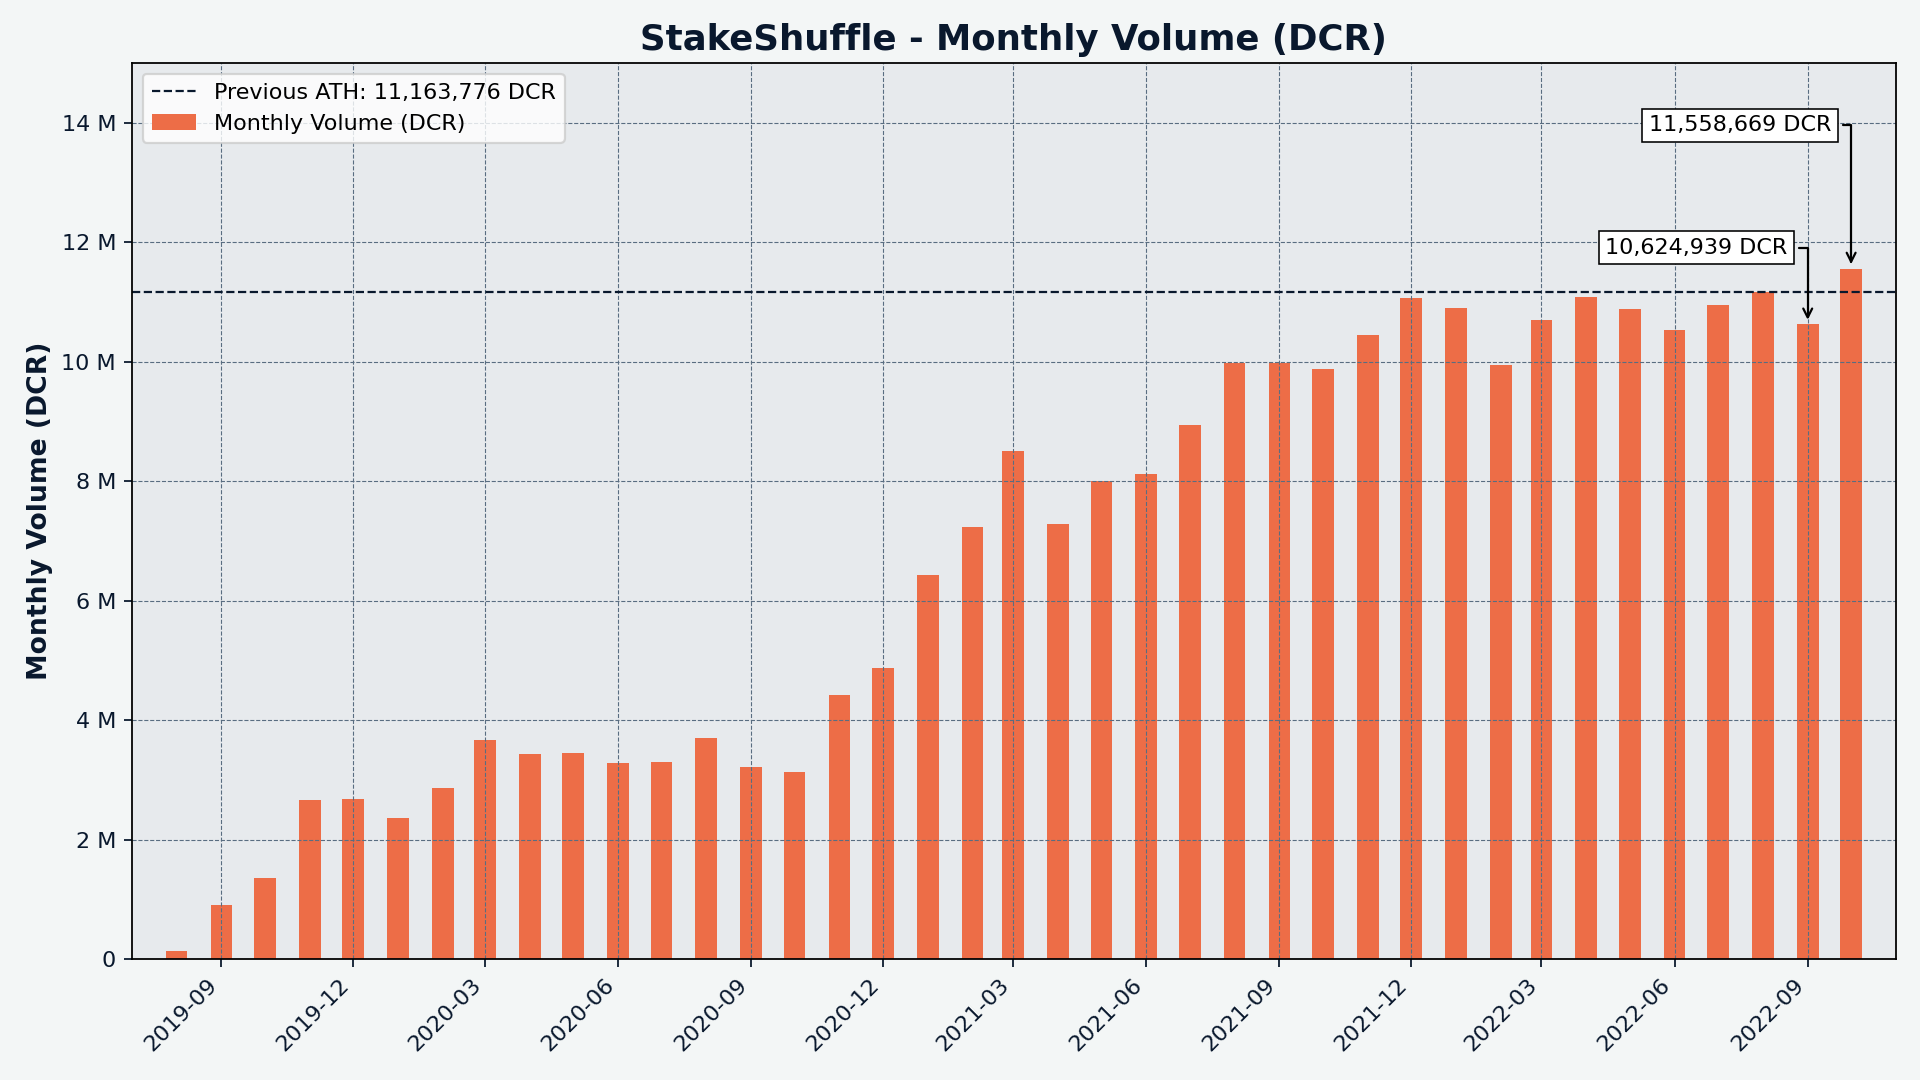 StakeShuffle - Monthly Volume (DCR)
Previous ATH: 11,163,776 DCR
Monthly Volume (DCR)
11,558,669 DCR
10,624,939 DCR
Monthly Volume (DCR)
14 M
12 M
10 M
8 M
6 M
4 M
2 M
0
2019-09
2019-12
2020-03
2020-06
2020-09
2020-12
2021-03
2021-06
2021-09
2021-12
2022-03
2022-06
2022-09